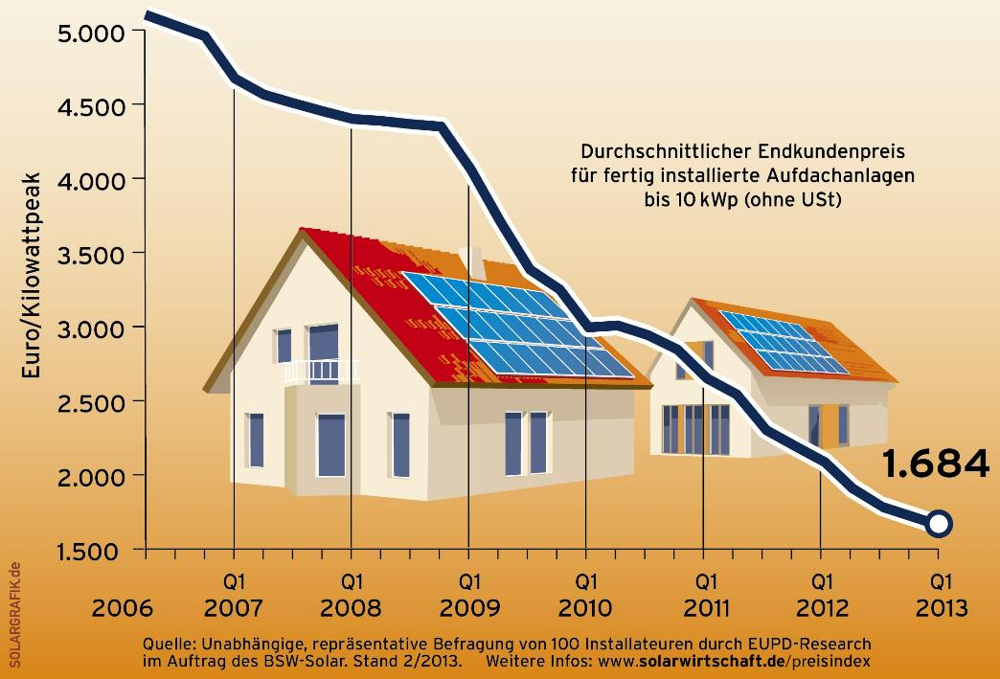 5.000
4.500
4.000
3.500
3.000
2.500
2.000
1.500
Euro/Kilowattpeak
Durchschnittlicher Endkundenpreis
für fertig installierte Aufdachanlagen
bis 10 kWp (ohne USt)
1.684
Q1 Q1 Q1 Q1 Q1 Q1 Q1
2006 2007 2008 2009 2010 2011 2012 2013
Quelle: Unabhängige, repräsentative Befragung von 100 Installateuren durch EUPD-Research
im Auftrag des BSW-Solar. Stand 2/2013. Weitere Infos: www.solarwirtschaft.de/preisindex
SOLARGRAFIK.de